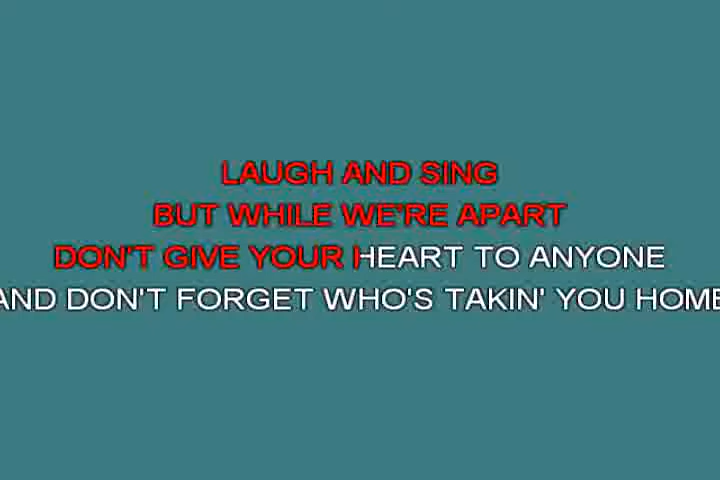 LAUGH AND SING
BUT WHILE WE'RE APART
DON'T GIVE YOUR HEART TO ANYONE
AND DON'T FORGET WHO'S TAKIN' YOU HOME